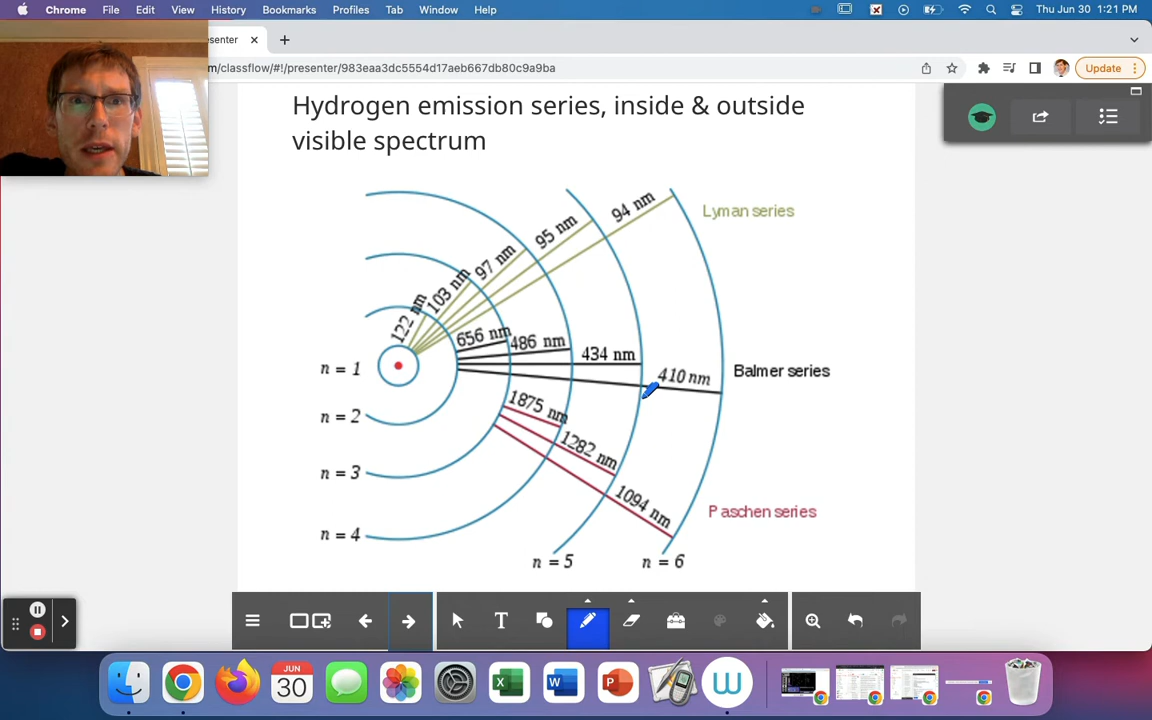 Chrome File Edit View History Bookmarks Profiles Tab Window Help Thu Jun 30 1:21 PM
senter
m/classflow/#!/presenter/983eaa3dc5554d17aeb667db80c9a9ba Update
Hydrogen emission series, inside & outside
visible spectrum
94 nm
Lyman series
95 nm
97 nm
103 nm
122 nm
656 nm
486 nm
434 nm
410 nm
n = 1
Balmer series
n = 2
1875 nm
1282 nm
n = 3
1094 nm
Paschen series
n = 4
n = 5
n = 6
T
JUN
30
X
W
P
W